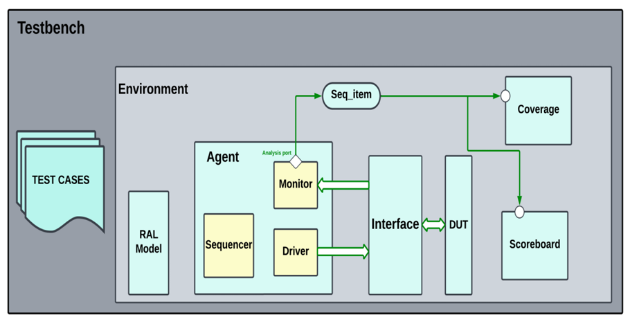 Testbench
Environment
Seq_item
Coverage
Analysis port
Agent
TEST CASES
Monitor
Interface
DUT
RAL
Model
Sequencer
Driver
Scoreboard